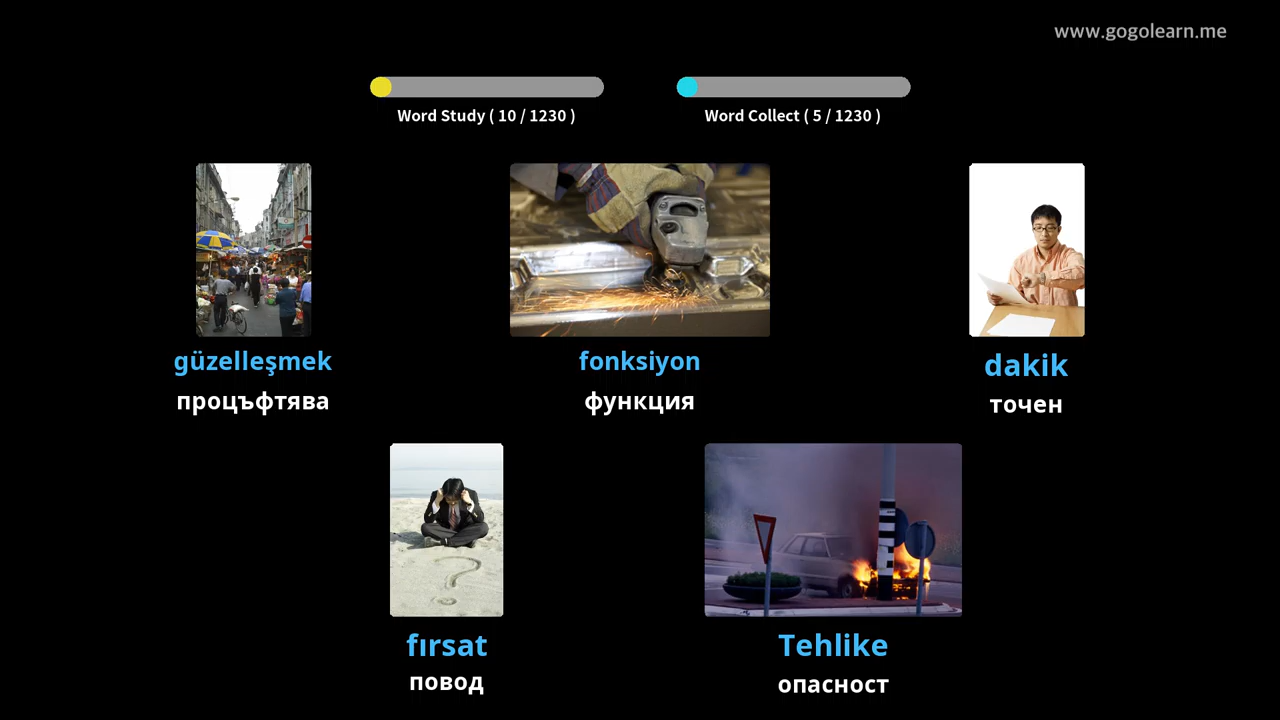 www.gogolearn.me
Word Study ( 10 / 1230 )
Word Collect ( 5 / 1230 )
güzelleşmek
fonksiyon
dakik
процъфтява
функция
точен
fırsat
Tehlike
повод
опасност